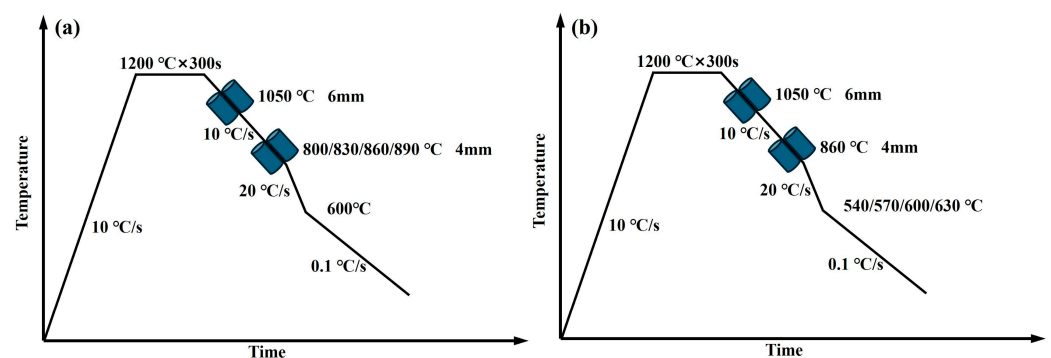 (a)
1200 ℃×300s
1050 ℃ 6mm
10 ℃/s
800/830/860/890 ℃ 4mm
20 ℃/s
600℃
10 ℃/s
0.1 ℃/s
Temperature
Time
(b)
1200 ℃×300s
1050 ℃ 6mm
10 ℃/s
860 ℃ 4mm
20 ℃/s
540/570/600/630 ℃
10 ℃/s
0.1 ℃/s
Temperature
Time